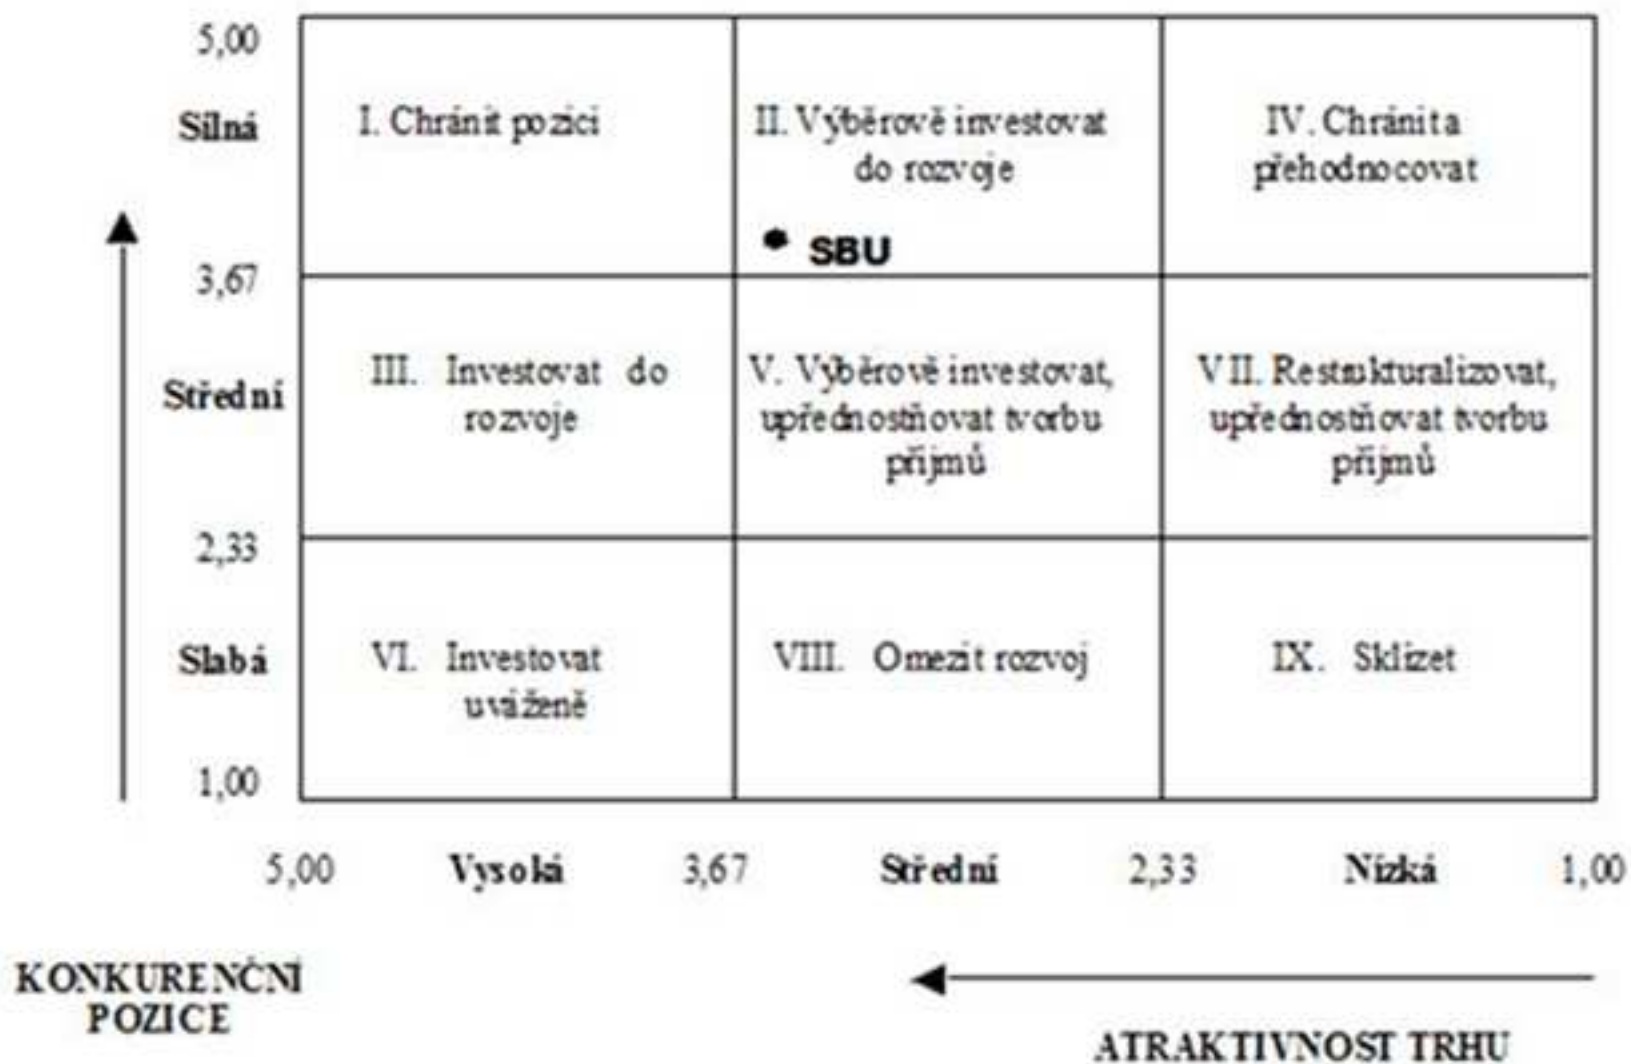 5,00
Silná
I. Chránit pozici
II. Výběrově investovat
do rozvoje
IV. Chránit a
přehodnocovat
SBU
3,67
Střední
III. Investovat do
rozvoje
V. Výběrově investovat,
upřednostňovat tvorbu
příjmů
VII. Restrukturalizovat,
upřednostňovat tvorbu
příjmů
2,33
Slabá
VI. Investovat
uváženě
VIII. Omezit rozvoj
IX. Sklízet
1,00
5,00 Vysoká 3,67 Střední 2,33 Nízká 1,00
KONKURENČNÍ
POZICE
ATRAKTIVNOST TRHU